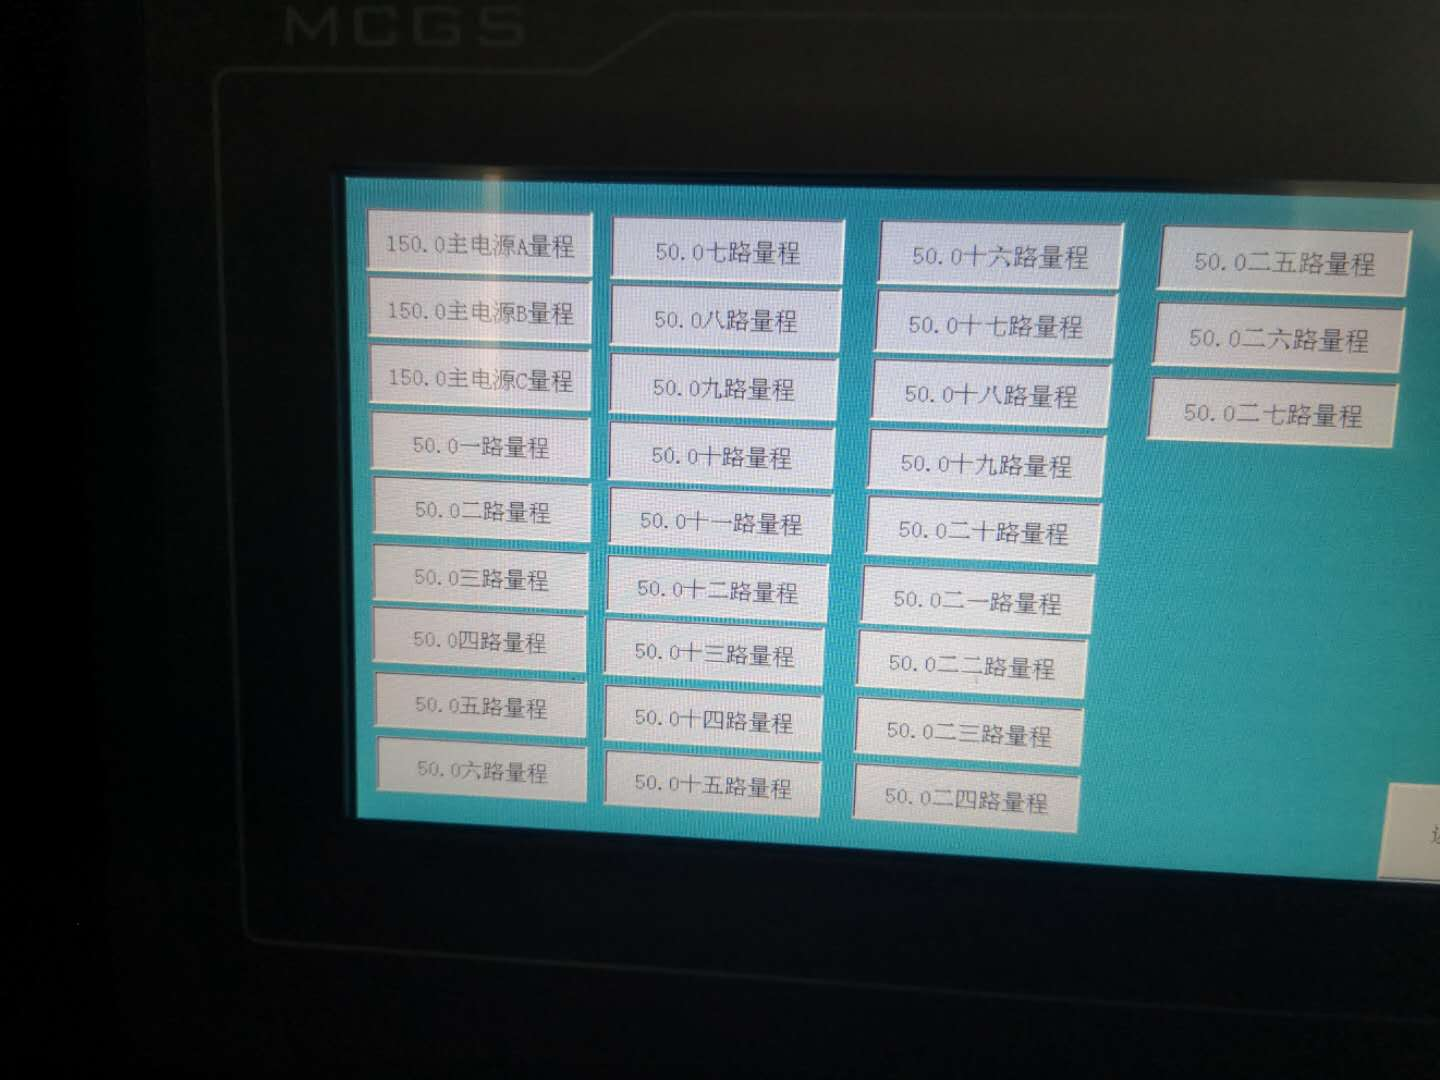 MCGS
150.0主电源A量程
150.0主电源B量程
150.0主电源C量程
50.0一路量程
50.0二路量程
50.0三路量程
50.0四路量程
50.0五路量程
50.0六路量程
50.0七路量程
50.0八路量程
50.0九路量程
50.0十路量程
50.0十一路量程
50.0十二路量程
50.0十三路量程
50.0十四路量程
50.0十五路量程
50.0十六路量程
50.0十七路量程
50.0十八路量程
50.0十九路量程
50.0二十路量程
50.0二一路量程
50.0二二路量程
50.0二三路量程
50.0二四路量程
50.0二五路量程
50.0二六路量程
50.0二七路量程